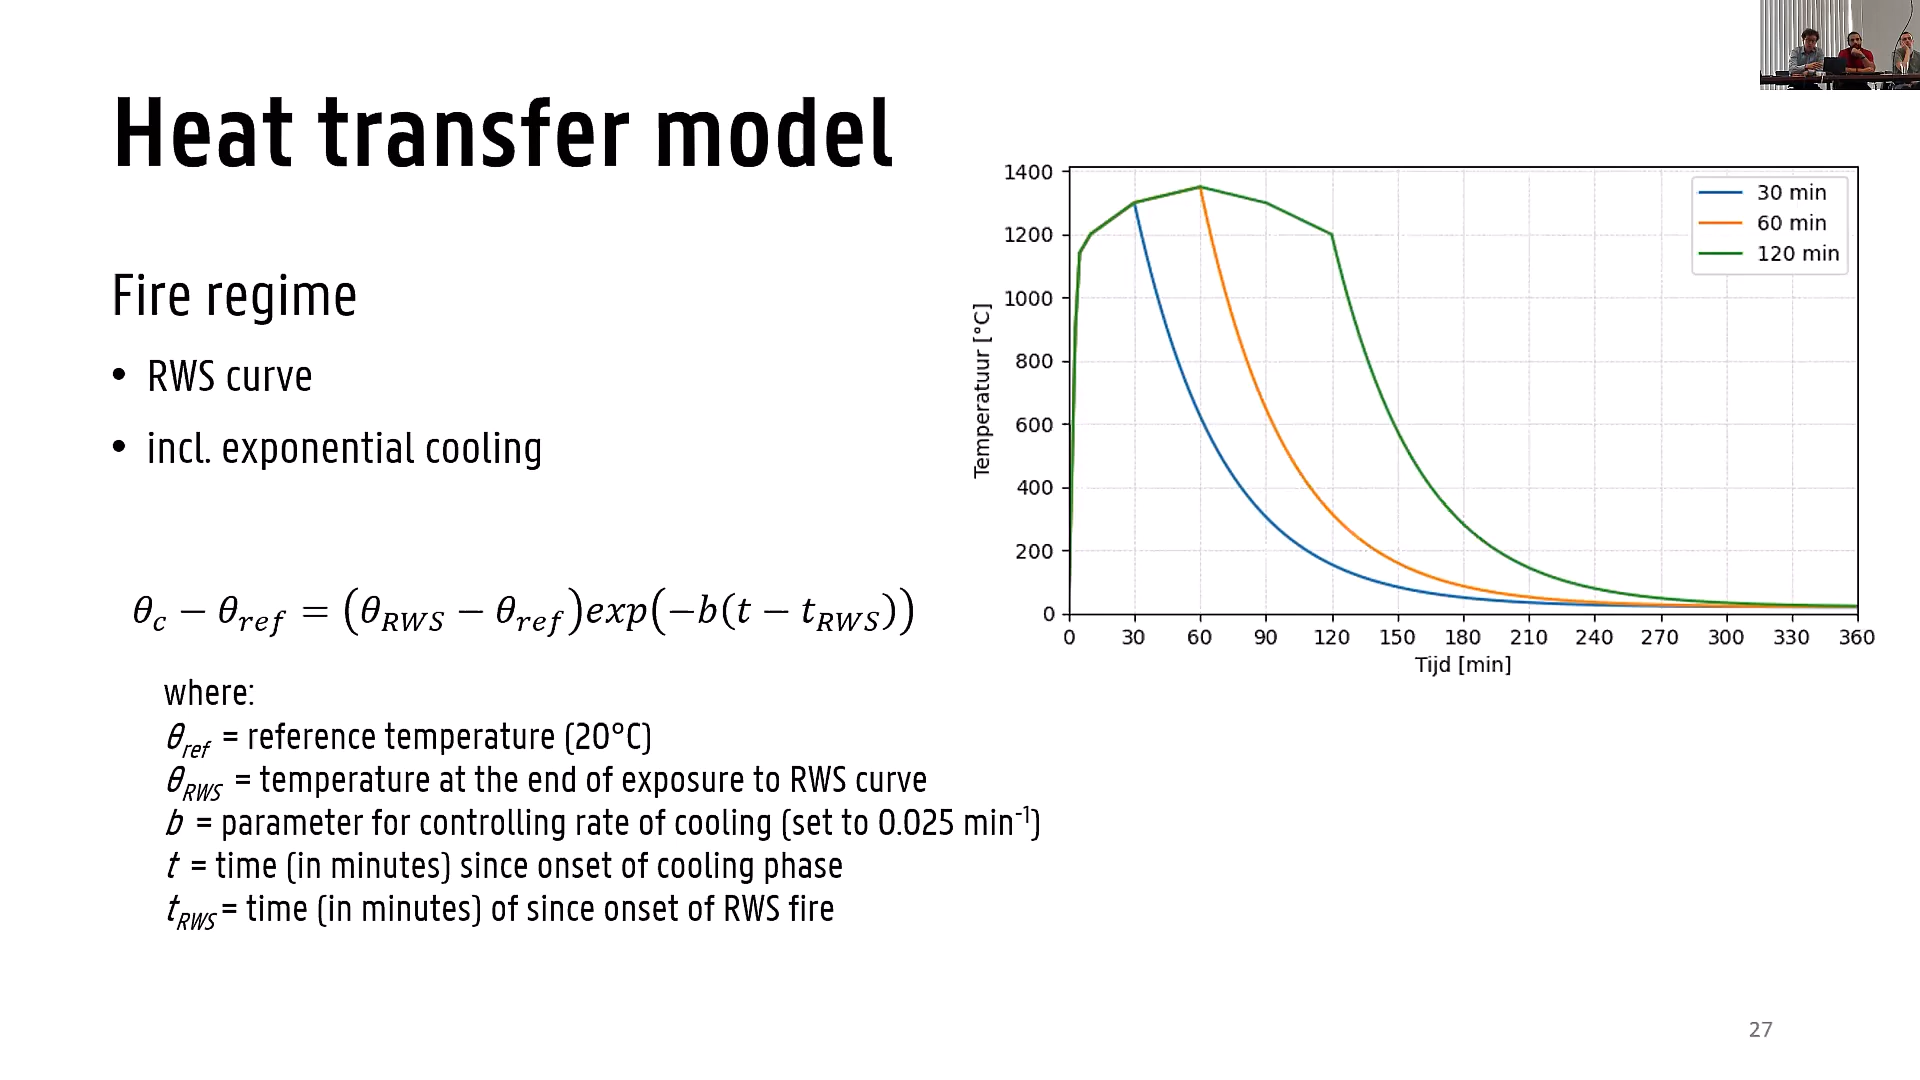 Heat transfer model
Fire regime
• RWS curve
• incl. exponential cooling
θ_c − θ_ref = (θ_RWS − θ_ref)exp(−b(t − t_RWS))
where:
θ_ref = reference temperature (20°C)
θ_RWS = temperature at the end of exposure to RWS curve
b = parameter for controlling rate of cooling (set to 0.025 min⁻¹)
t = time (in minutes) since onset of cooling phase
t_RWS = time (in minutes) of since onset of RWS fire
Temperatuur [°C]
1400
1200
1000
800
600
400
200
0
30 min
60 min
120 min
0 30 60 90 120 150 180 210 240 270 300 330 360
Tijd [min]
27